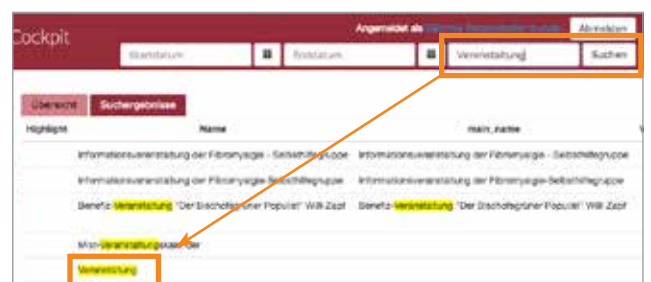 Cockpit
Angemeldet als
Abmelden
Startdatum
Enddatum
Veranstaltung
Suchen
Übersicht
Suchergebnisse
Highlight
Name
main_name
Informationsveranstaltung der Fibromyalgie - Selbsthilfegruppe
Informationsveranstaltung der Fibromyalgie - Selbsthilfegruppe
Informationsveranstaltung der Fibromyalgie-Selbsthilfegruppe
Informationsveranstaltung der Fibromyalgie-Selbsthilfegruppe
Benefiz-Veranstaltung "Der Bischofsgrüner Populist" Willi Zapf
Benefiz-Veranstaltung "Der Bischofsgrüner Populist" Willi Zapf
Veranstaltung